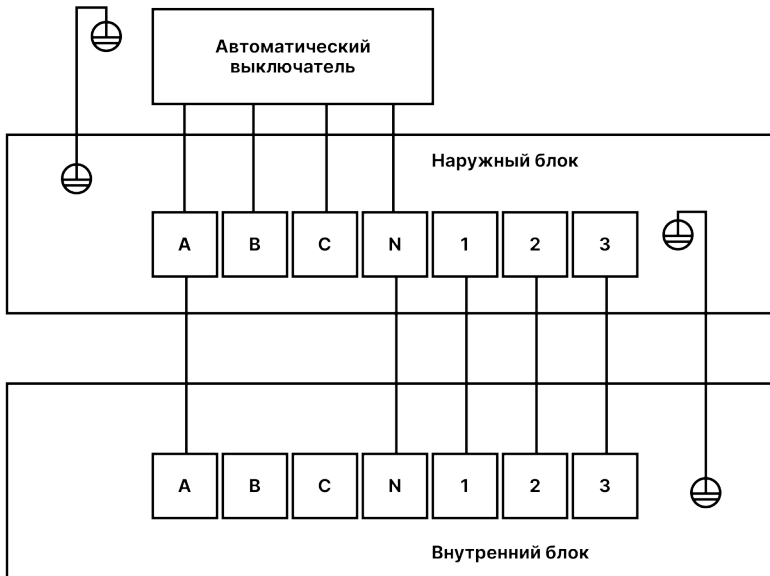 Автоматический
выключатель
Наружный блок
A B C N 1 2 3
A B C N 1 2 3
Внутренний блок